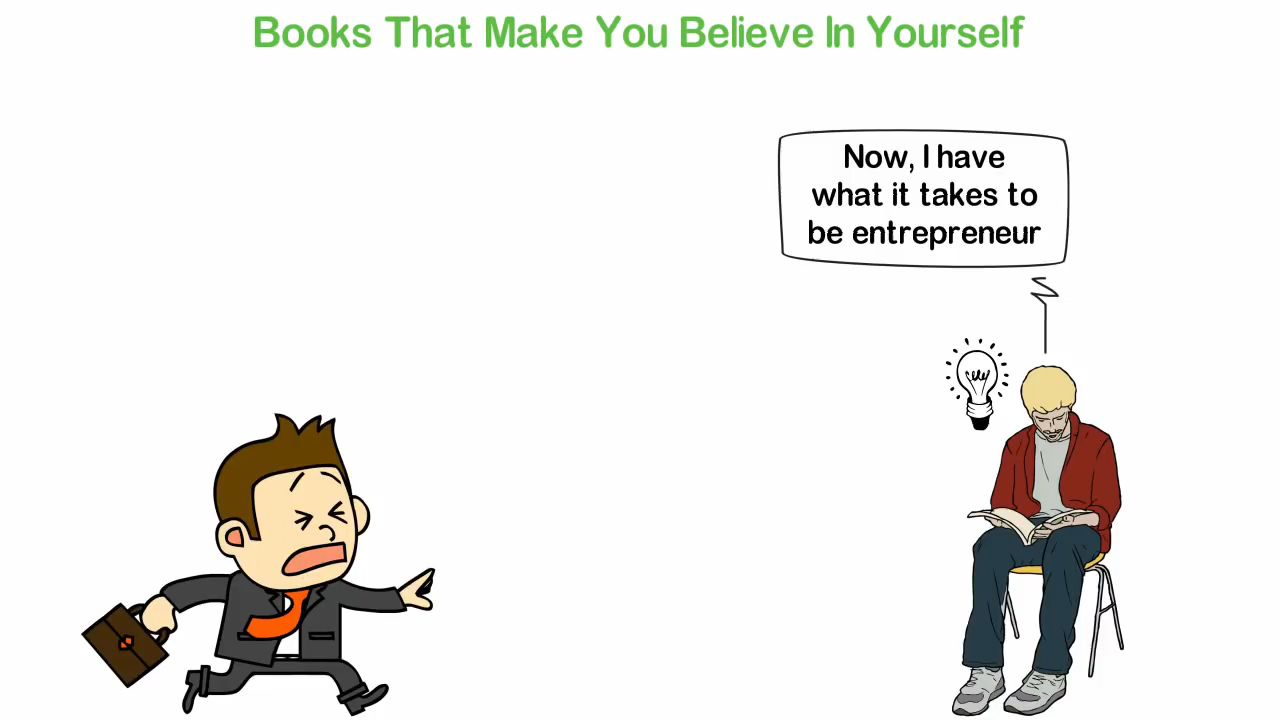 Books That Make You Believe In Yourself
Now, I have
what it takes to
be entrepreneur